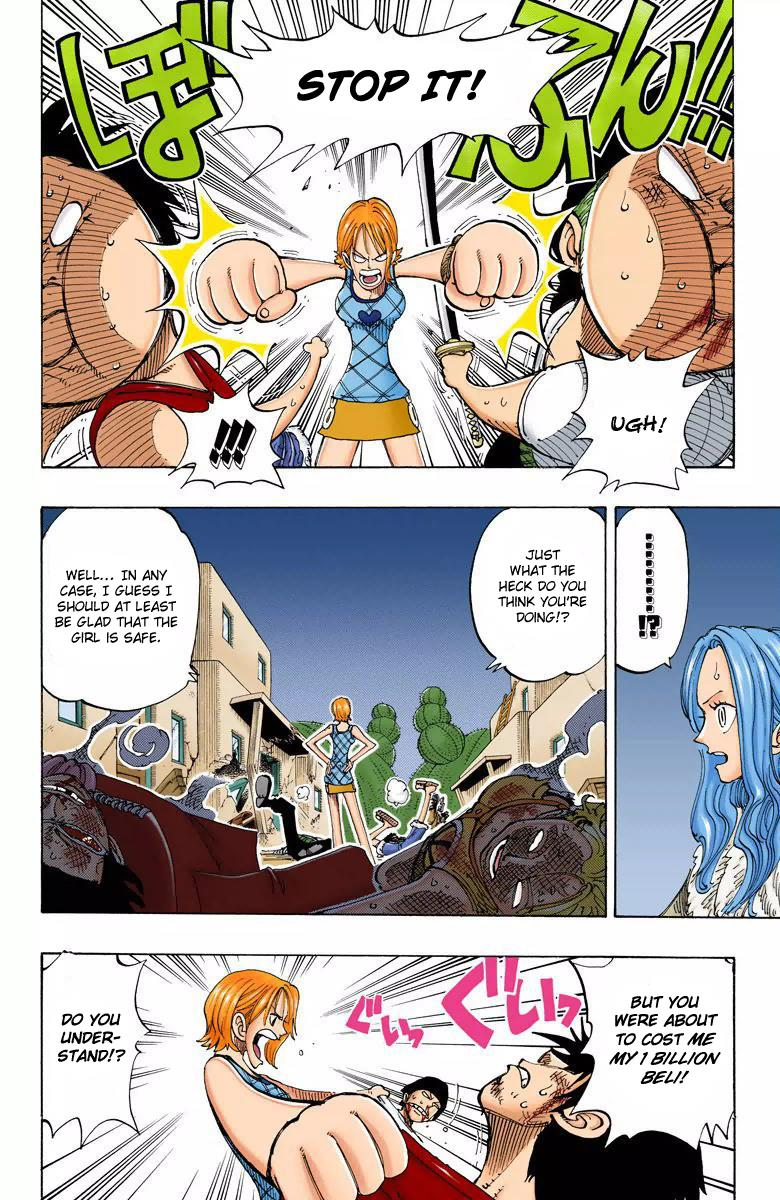 ぼ
ふん!!!
STOP IT!
UGH!
!!!
..........!?
JUST
WHAT THE
HECK DO YOU
THINK YOU'RE
DOING!?
WELL... IN ANY
CASE, I GUESS I
SHOULD AT LEAST
BE GLAD THAT THE
GIRL IS SAFE.
BUT YOU
WERE ABOUT
TO COST ME
MY 1 BILLION
BELI!
ぐいっ
ぐいっ
DO YOU
UNDER-
STAND!?